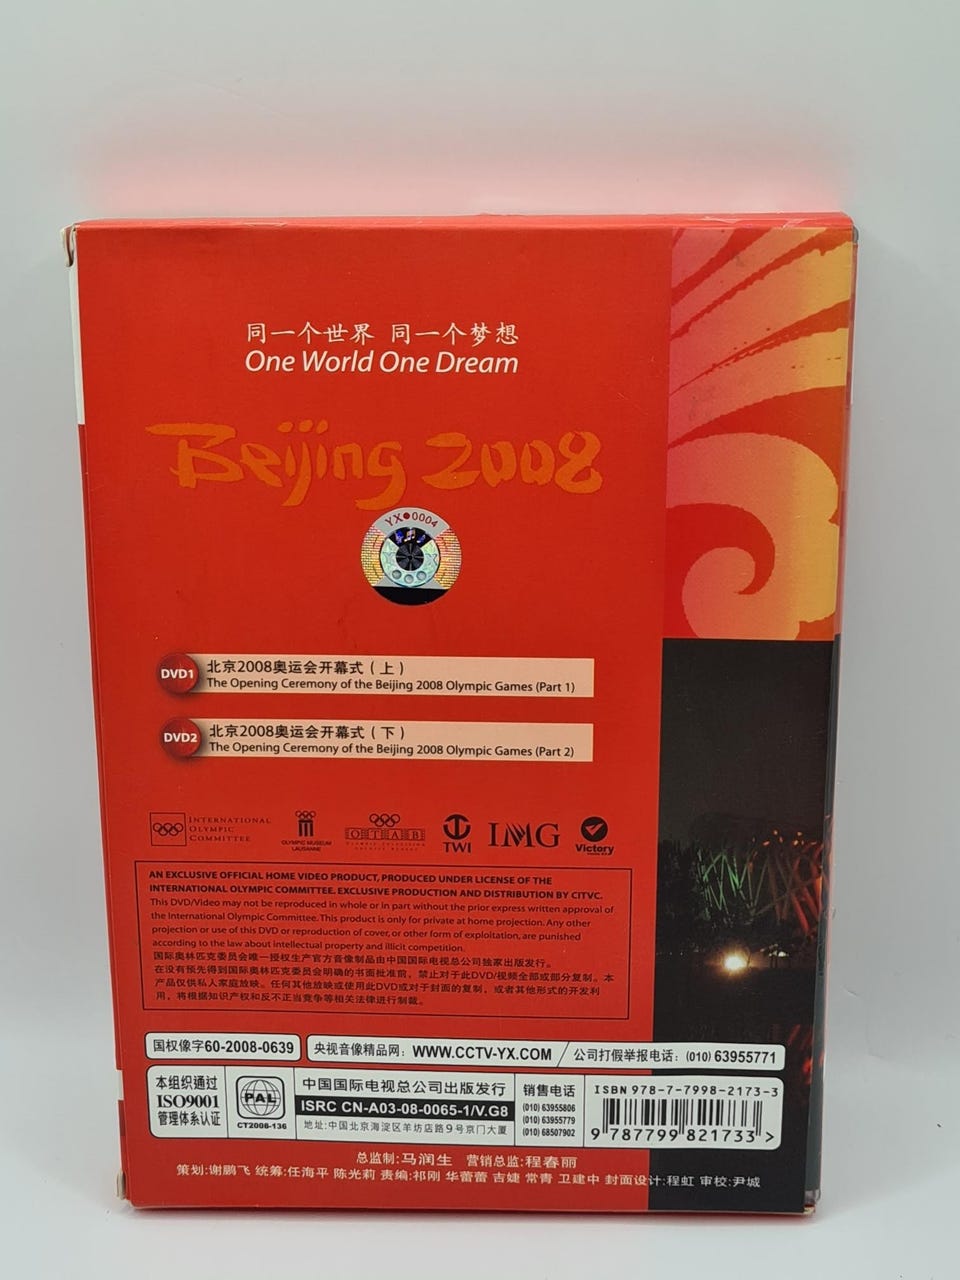 同一个世界 同一个梦想
One World One Dream
Beijing 2008
YX●0004
DVD1
北京2008奥运会开幕式（上）
The Opening Ceremony of the Beijing 2008 Olympic Games (Part 1)
DVD2
北京2008奥运会开幕式（下）
The Opening Ceremony of the Beijing 2008 Olympic Games (Part 2)
INTERNATIONAL
OLYMPIC
COMMITTEE
OLYMPIC MUSEUM
LAUSANNE
OTAB
TWI
IMG
Victory
AN EXCLUSIVE OFFICIAL HOME VIDEO PRODUCT, PRODUCED UNDER LICENSE OF THE
INTERNATIONAL OLYMPIC COMMITTEE. EXCLUSIVE PRODUCTION AND DISTRIBUTION BY CITVC.
This DVD/Video may not be reproduced in whole or in part without the prior express written approval of
the International Olympic Committee. This product is only for private at home projection. Any other
projection or use of this DVD or reproduction of cover, or other form of exploitation, are punished
according to the law about intellectual property and illicit competition.
国际奥林匹克委员会唯一授权生产官方音像制品由中国国际电视总公司独家出版发行。
在没有预先得到国际奥林匹克委员会明确的书面批准前，禁止对于此DVD/视频全部或部分复制。本
产品仅供私人家庭放映。任何其他放映或使用此DVD或对于封面的复制，或者其他形式的开发利
用，将根据知识产权和反不正当竞争等相关法律进行制裁。
国权像字60-2008-0639
央视音像精品网：WWW.CCTV-YX.COM
公司打假举报电话：(010) 63955771
本组织通过
ISO9001
管理体系认证
PAL
CT2008-136
中国国际电视总公司出版发行
ISRC CN-A03-08-0065-1/V.G8
地址:中国北京海淀区羊坊店路9号京门大厦
销售电话
(010) 63955806
(010) 63955779
(010) 68507902
ISBN 978-7-7998-2173-3
9 787799 821733 >
总监制:马润生 营销总监:程春丽
策划:谢鹏飞 统筹:任海平 陈光莉 责编:祁刚 华蕾蕾 吉婕 常青 卫建中 封面设计:程虹 审校:尹城